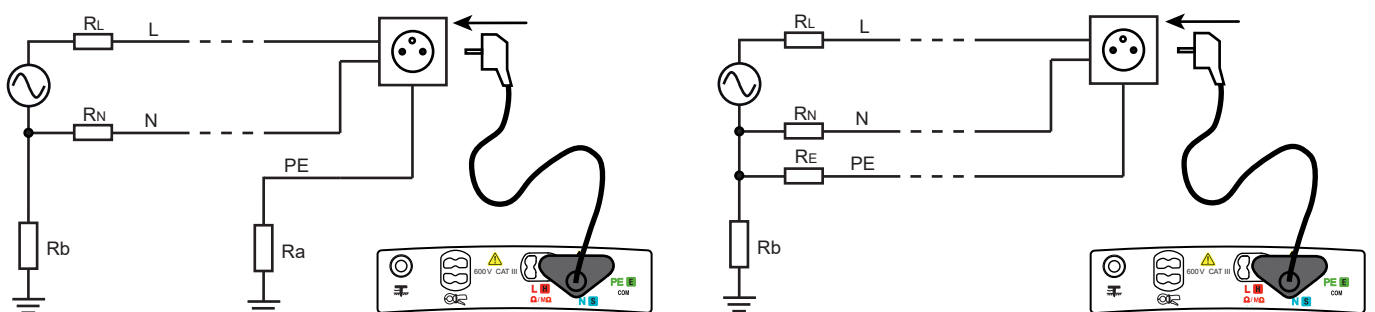 RL
L
RN
N
PE
Rb
Ra
600V CAT III
L H
Ω/MΩ
N S
PE E
COM
RL
L
RN
N
RE
PE
Rb
600V CAT III
L H
Ω/MΩ
N S
PE E
COM